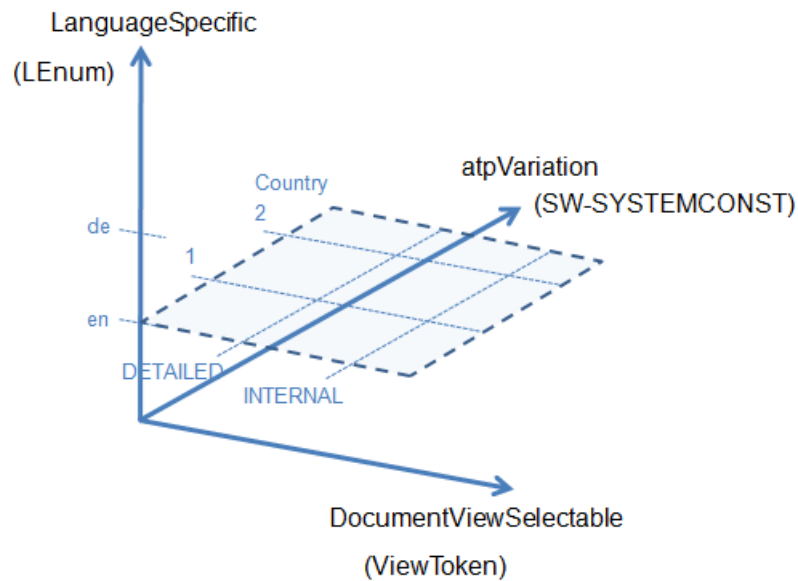 LanguageSpecific
(LEnum)
atpVariation
(SW-SYSTEMCONST)
Country
2
de
1
en
DETAILED
INTERNAL
DocumentViewSelectable
(ViewToken)